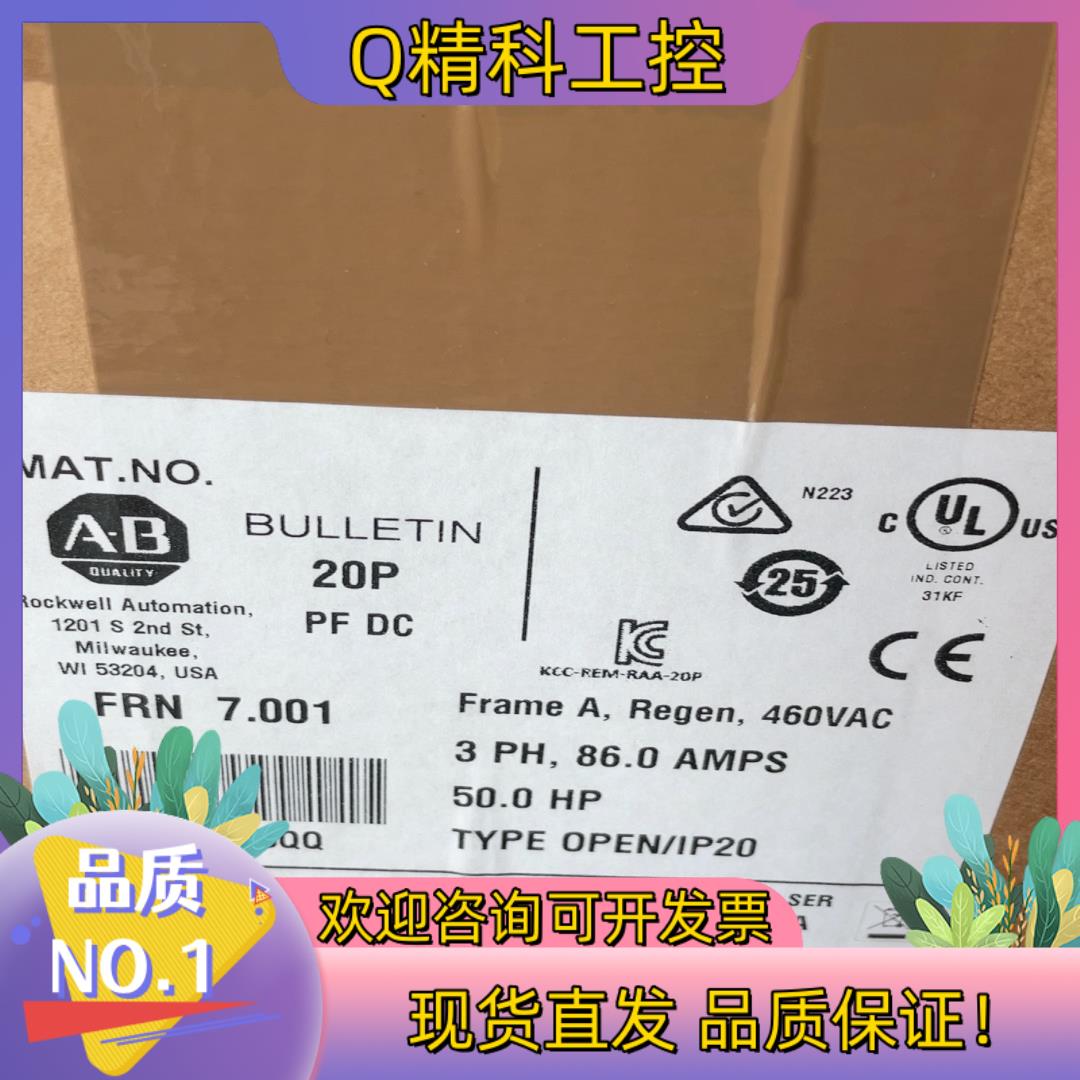 Q精科工控
MAT.NO.
A-B
QUALITY
BULLETIN
20P
PF DC
Rockwell Automation,
1201 S 2nd St,
Milwaukee,
WI 53204, USA
N223
C UL US
LISTED
IND. CONT.
31KF
25
KC
KCC-REM-RAA-20P
CE
FRN 7.001
Frame A, Regen, 460VAC
3 PH, 86.0 AMPS
50.0 HP
TYPE OPEN/IP20
QQ
SER
A
品质
NO.1
欢迎咨询可开发票
现货直发 品质保证!